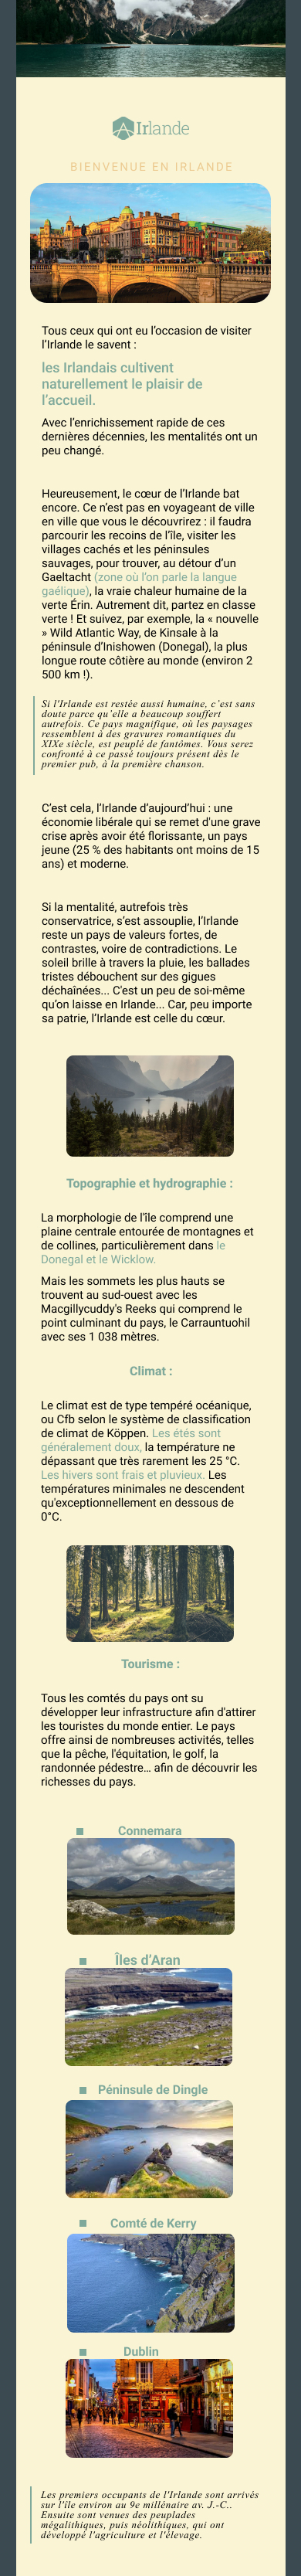 Irlande
BIENVENUE EN IRLANDE
Tous ceux qui ont eu l’occasion de visiter
l’Irlande le savent :
les Irlandais cultivent
naturellement le plaisir de
l’accueil.
Avec l’enrichissement rapide de ces
dernières décennies, les mentalités ont un
peu changé.
Heureusement, le cœur de l’Irlande bat
encore. Ce n’est pas en voyageant de ville
en ville que vous le découvrirez : il faudra
parcourir les recoins de l’île, visiter les
villages cachés et les péninsules
sauvages, pour trouver, au détour d’un
Gaeltacht (zone où l’on parle la langue
gaélique), la vraie chaleur humaine de la
verte Érin. Autrement dit, partez en classe
verte ! Et suivez, par exemple, la « nouvelle
» Wild Atlantic Way, de Kinsale à la
péninsule d’Inishowen (Donegal), la plus
longue route côtière au monde (environ 2
500 km !).
Si l'Irlande est restée aussi humaine, c’est sans
doute parce qu’elle a beaucoup souffert
autrefois. Ce pays magnifique, où les paysages
ressemblent à des gravures romantiques du
XIXe siècle, est peuplé de fantômes. Vous serez
confronté à ce passé toujours présent dès le
premier pub, à la première chanson.
C’est cela, l’Irlande d’aujourd’hui : une
économie libérale qui se remet d'une grave
crise après avoir été florissante, un pays
jeune (25 % des habitants ont moins de 15
ans) et moderne.
Si la mentalité, autrefois très
conservatrice, s’est assouplie, l’Irlande
reste un pays de valeurs fortes, de
contrastes, voire de contradictions. Le
soleil brille à travers la pluie, les ballades
tristes débouchent sur des gigues
déchaînées... C’est un peu de soi-même
qu’on laisse en Irlande... Car, peu importe
sa patrie, l’Irlande est celle du cœur.
Topographie et hydrographie :
La morphologie de l'île comprend une
plaine centrale entourée de montagnes et
de collines, particulièrement dans le
Donegal et le Wicklow.
Mais les sommets les plus hauts se
trouvent au sud-ouest avec les
Macgillycuddy's Reeks qui comprend le
point culminant du pays, le Carrauntuohil
avec ses 1 038 mètres.
Climat :
Le climat est de type tempéré océanique,
ou Cfb selon le système de classification
de climat de Köppen. Les étés sont
généralement doux, la température ne
dépassant que très rarement les 25 °C.
Les hivers sont frais et pluvieux. Les
températures minimales ne descendent
qu'exceptionnellement en dessous de
0°C.
Tourisme :
Tous les comtés du pays ont su
développer leur infrastructure afin d'attirer
les touristes du monde entier. Le pays
offre ainsi de nombreuses activités, telles
que la pêche, l'équitation, le golf, la
randonnée pédestre… afin de découvrir les
richesses du pays.
Connemara
Îles d’Aran
Péninsule de Dingle
Comté de Kerry
Dublin
Les premiers occupants de l'Irlande sont arrivés
sur l'île environ au 9e millénaire av. J.-C..
Ensuite sont venues des peuplades
mégalithiques, puis néolithiques, qui ont
développé l'agriculture et l'élevage.